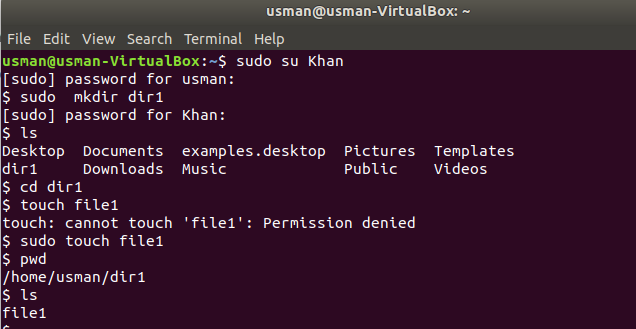 usman@usman-VirtualBox: ~
File Edit View Search Terminal Help
usman@usman-VirtualBox:~$ sudo su Khan
[sudo] password for usman:
$ sudo  mkdir dir1
[sudo] password for Khan:
$ ls
Desktop  Documents  examples.desktop  Pictures  Templates
dir1     Downloads  Music             Public    Videos
$ cd dir1
$ touch file1
touch: cannot touch 'file1': Permission denied
$ sudo touch file1
$ pwd
/home/usman/dir1
$ ls
file1
$